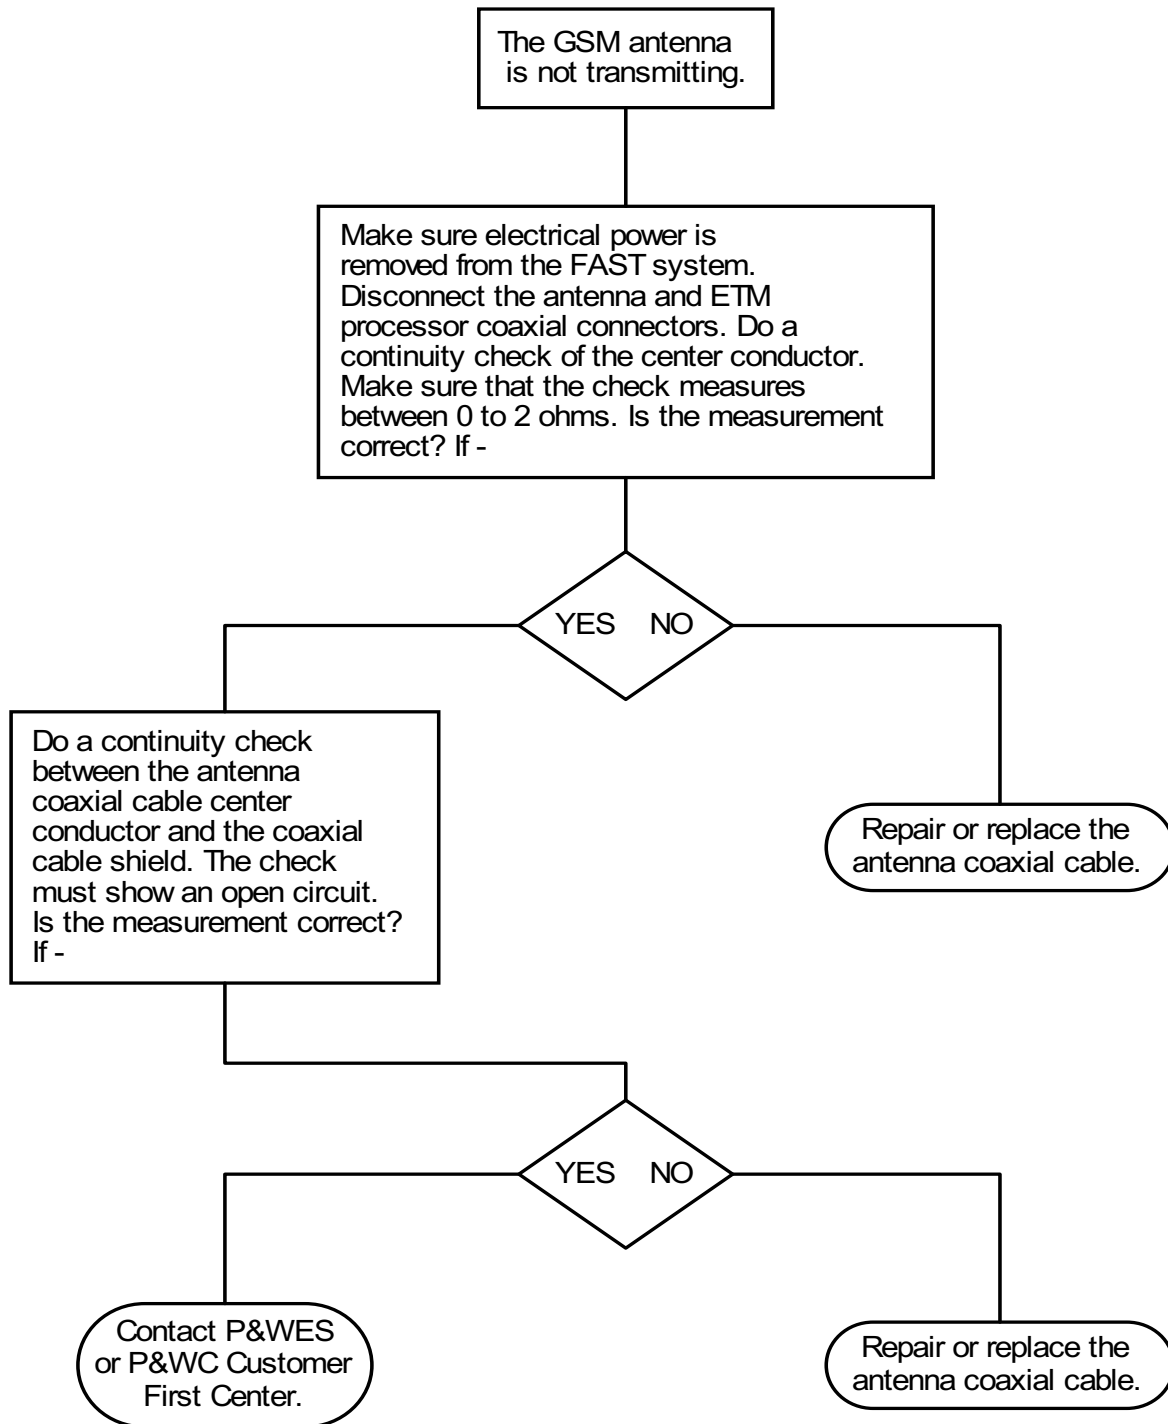 The GSM antenna
is not transmitting.
Make sure electrical power is
removed from the FAST system.
Disconnect the antenna and ETM
processor coaxial connectors. Do a
continuity check of the center conductor.
Make sure that the check measures
between 0 to 2 ohms. Is the measurement
correct? If -
YES NO
Do a continuity check
between the antenna
coaxial cable center
conductor and the coaxial
cable shield. The check
must show an open circuit.
Is the measurement correct?
If -
Repair or replace the
antenna coaxial cable.
YES NO
Contact P&WES
or P&WC Customer
First Center.
Repair or replace the
antenna coaxial cable.